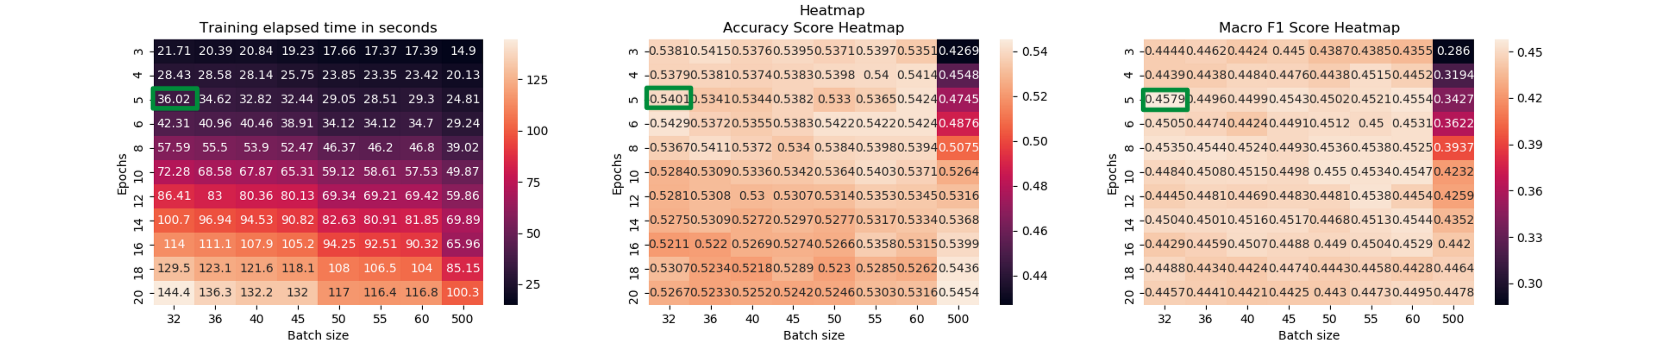 Heatmap
Training elapsed time in seconds
3 21.71 20.39 20.84 19.23 17.66 17.37 17.39 14.9
4 28.43 28.58 28.14 25.75 23.85 23.35 23.42 20.13
5 36.02 34.62 32.82 32.44 29.05 28.51 29.3 24.81
6 42.31 40.96 40.46 38.91 34.12 34.12 34.7 29.24
8 57.59 55.5 53.9 52.47 46.37 46.2 46.8 39.02
10 72.28 68.58 67.87 65.31 59.12 58.61 57.53 49.87
12 86.41 83 80.36 80.13 69.34 69.21 69.42 59.86
14 100.7 96.94 94.53 90.82 82.63 80.91 81.85 69.89
16 114 111.1 107.9 105.2 94.25 92.51 90.32 65.96
18 129.5 123.1 121.6 118.1 108 106.5 104 85.15
20 144.4 136.3 132.2 132 117 116.4 116.8 100.3
32 36 40 45 50 55 60 500
Batch size
Epochs
125
100
75
50
25
Accuracy Score Heatmap
3 0.5381 0.5415 0.5376 0.5395 0.5371 0.5397 0.5351 0.4269
4 0.5379 0.5381 0.5374 0.5383 0.5398 0.54 0.5414 0.4548
5 0.5401 0.5341 0.5344 0.5382 0.533 0.5365 0.5424 0.4745
6 0.5429 0.5372 0.5355 0.5383 0.5422 0.5422 0.5424 0.4876
8 0.5367 0.5411 0.5372 0.534 0.5384 0.5398 0.5394 0.5075
10 0.5284 0.5309 0.5336 0.5342 0.5364 0.5403 0.5371 0.5264
12 0.5281 0.5308 0.53 0.5307 0.5314 0.5353 0.5345 0.5316
14 0.5275 0.5309 0.5272 0.5297 0.5277 0.5317 0.5334 0.5368
16 0.5211 0.522 0.5269 0.5274 0.5266 0.5358 0.5315 0.5399
18 0.5307 0.5234 0.5218 0.5289 0.523 0.5285 0.5262 0.5436
20 0.5267 0.5233 0.5252 0.5242 0.5246 0.5303 0.5316 0.5454
32 36 40 45 50 55 60 500
Batch size
Epochs
0.54
0.52
0.50
0.48
0.46
0.44
Macro F1 Score Heatmap
3 0.4444 0.4462 0.4424 0.445 0.4387 0.4385 0.4355 0.286
4 0.4439 0.4438 0.4484 0.4476 0.4438 0.4515 0.4452 0.3194
5 0.4579 0.4496 0.4499 0.4543 0.4502 0.4521 0.4554 0.3427
6 0.4505 0.4474 0.4424 0.4491 0.4512 0.45 0.4531 0.3622
8 0.4535 0.4544 0.4524 0.4493 0.4536 0.4538 0.4525 0.3937
10 0.4484 0.4508 0.4515 0.4498 0.455 0.4534 0.4547 0.4232
12 0.4445 0.4481 0.4469 0.4483 0.4481 0.4538 0.4454 0.4259
14 0.4504 0.4501 0.4516 0.4517 0.4468 0.4513 0.4544 0.4352
16 0.4429 0.4459 0.4507 0.4488 0.449 0.4504 0.4529 0.442
18 0.4488 0.4434 0.4424 0.4487 0.4443 0.4458 0.4428 0.4464
20 0.4457 0.4441 0.4421 0.4425 0.443 0.4473 0.4495 0.4478
32 36 40 45 50 55 60 500
Batch size
Epochs
0.45
0.42
0.39
0.36
0.33
0.30